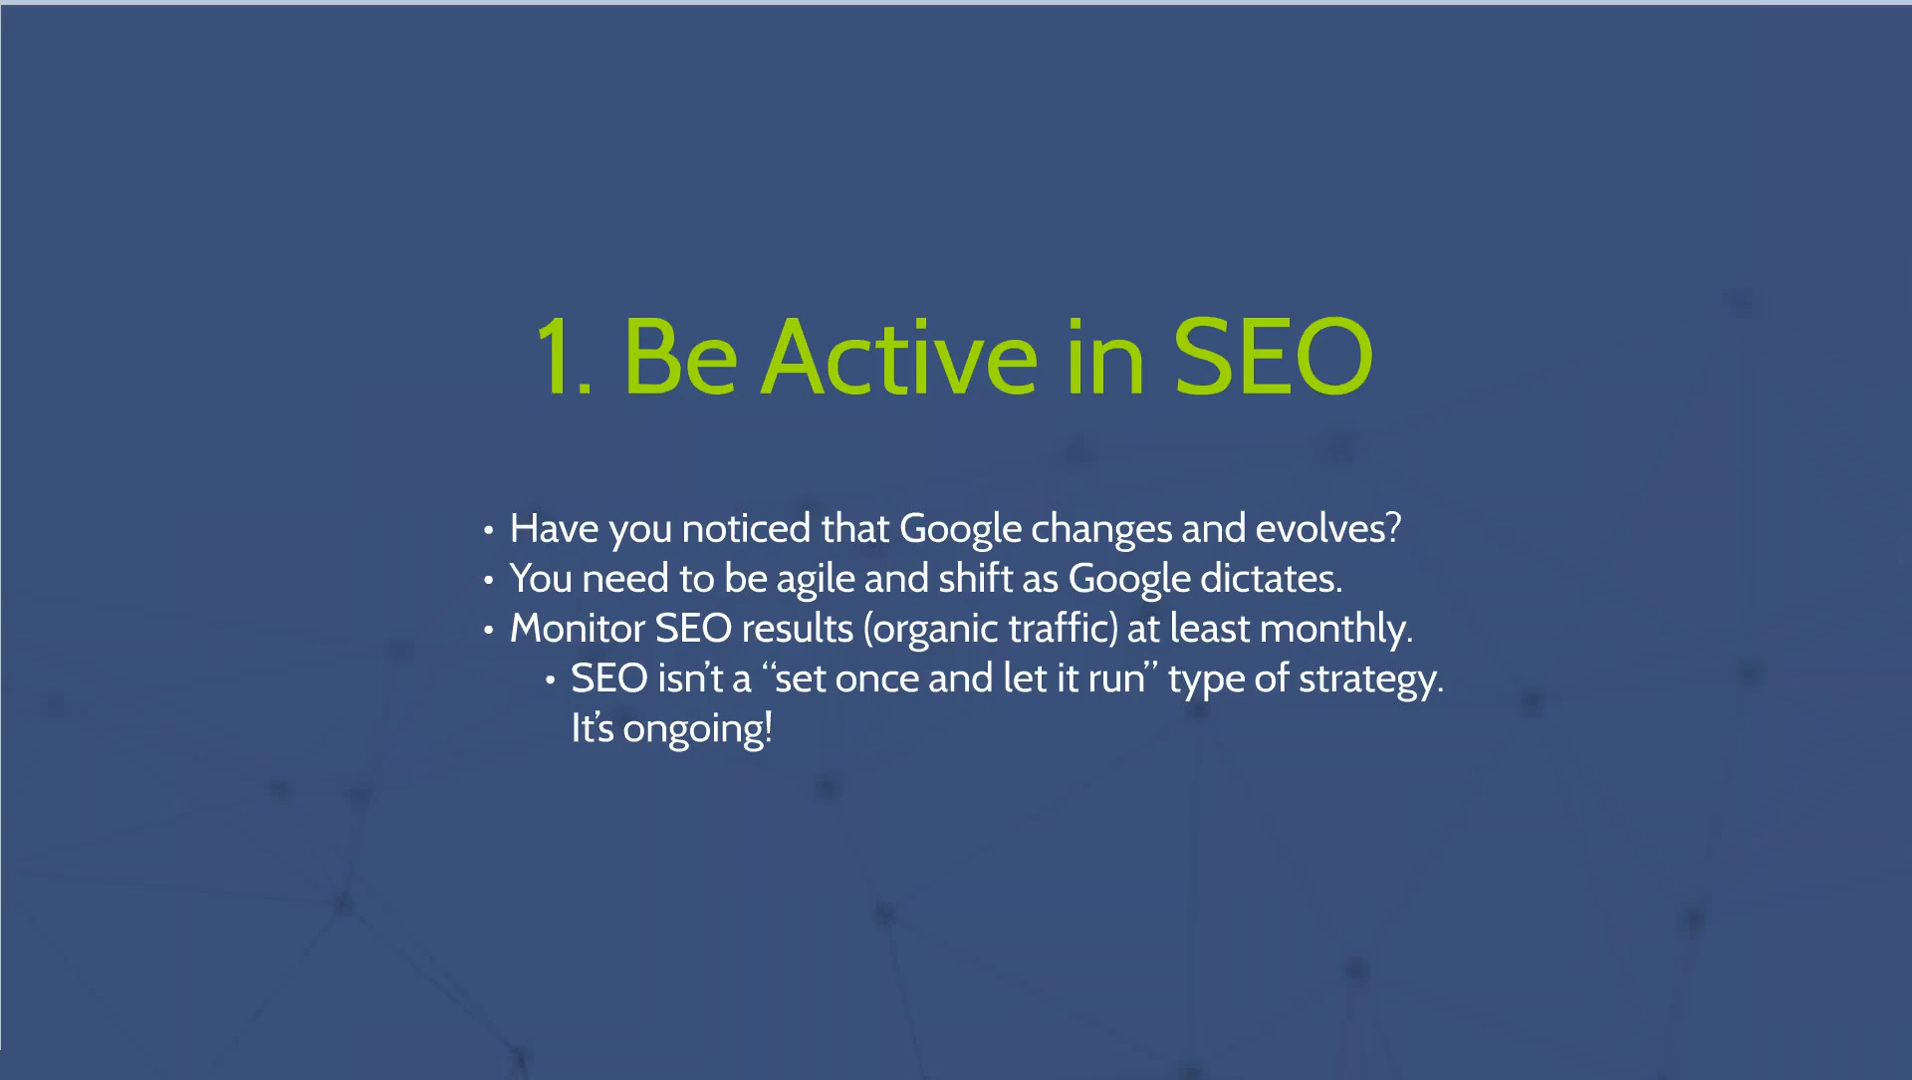 1. Be Active in SEO
• Have you noticed that Google changes and evolves?
• You need to be agile and shift as Google dictates.
• Monitor SEO results (organic traffic) at least monthly.
• SEO isn’t a “set once and let it run” type of strategy.
It’s ongoing!